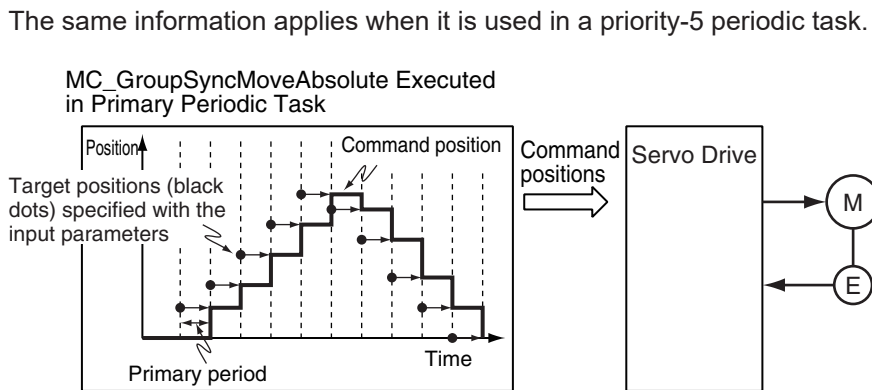 The same information applies when it is used in a priority-5 periodic task.
MC_GroupSyncMoveAbsolute Executed
in Primary Periodic Task
Position
Command position
Target positions (black
dots) specified with the
input parameters
Primary period
Time
Command
positions
Servo Drive
M
E